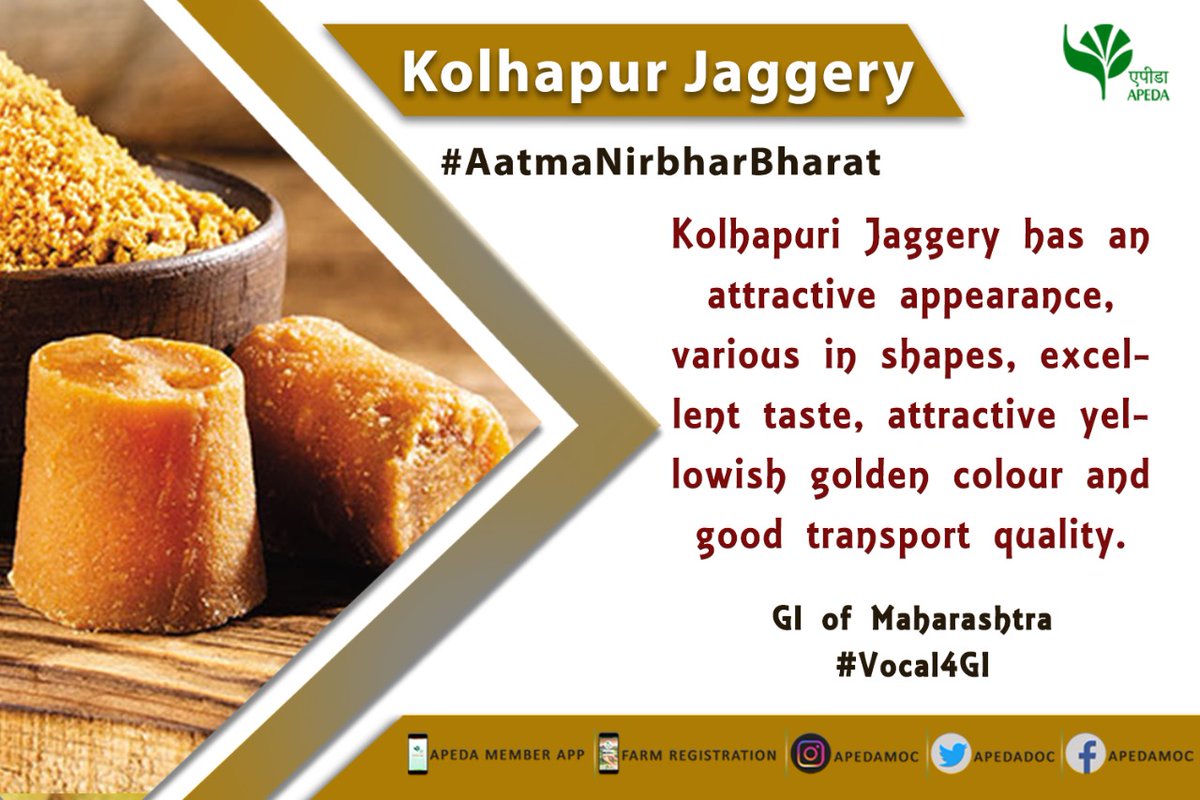 Kolhapur Jaggery
एपीडा
APEDA
#AatmaNirbharBharat
Kolhapuri Jaggery has an
attractive appearance,
various in shapes, excel-
lent taste, attractive yel-
lowish golden colour and
good transport quality.
GI of Maharashtra
#Vocal4GI
APEDA MEMBER APP FARM REGISTRATION APEDAMOC APEDADOC APEDAMOC